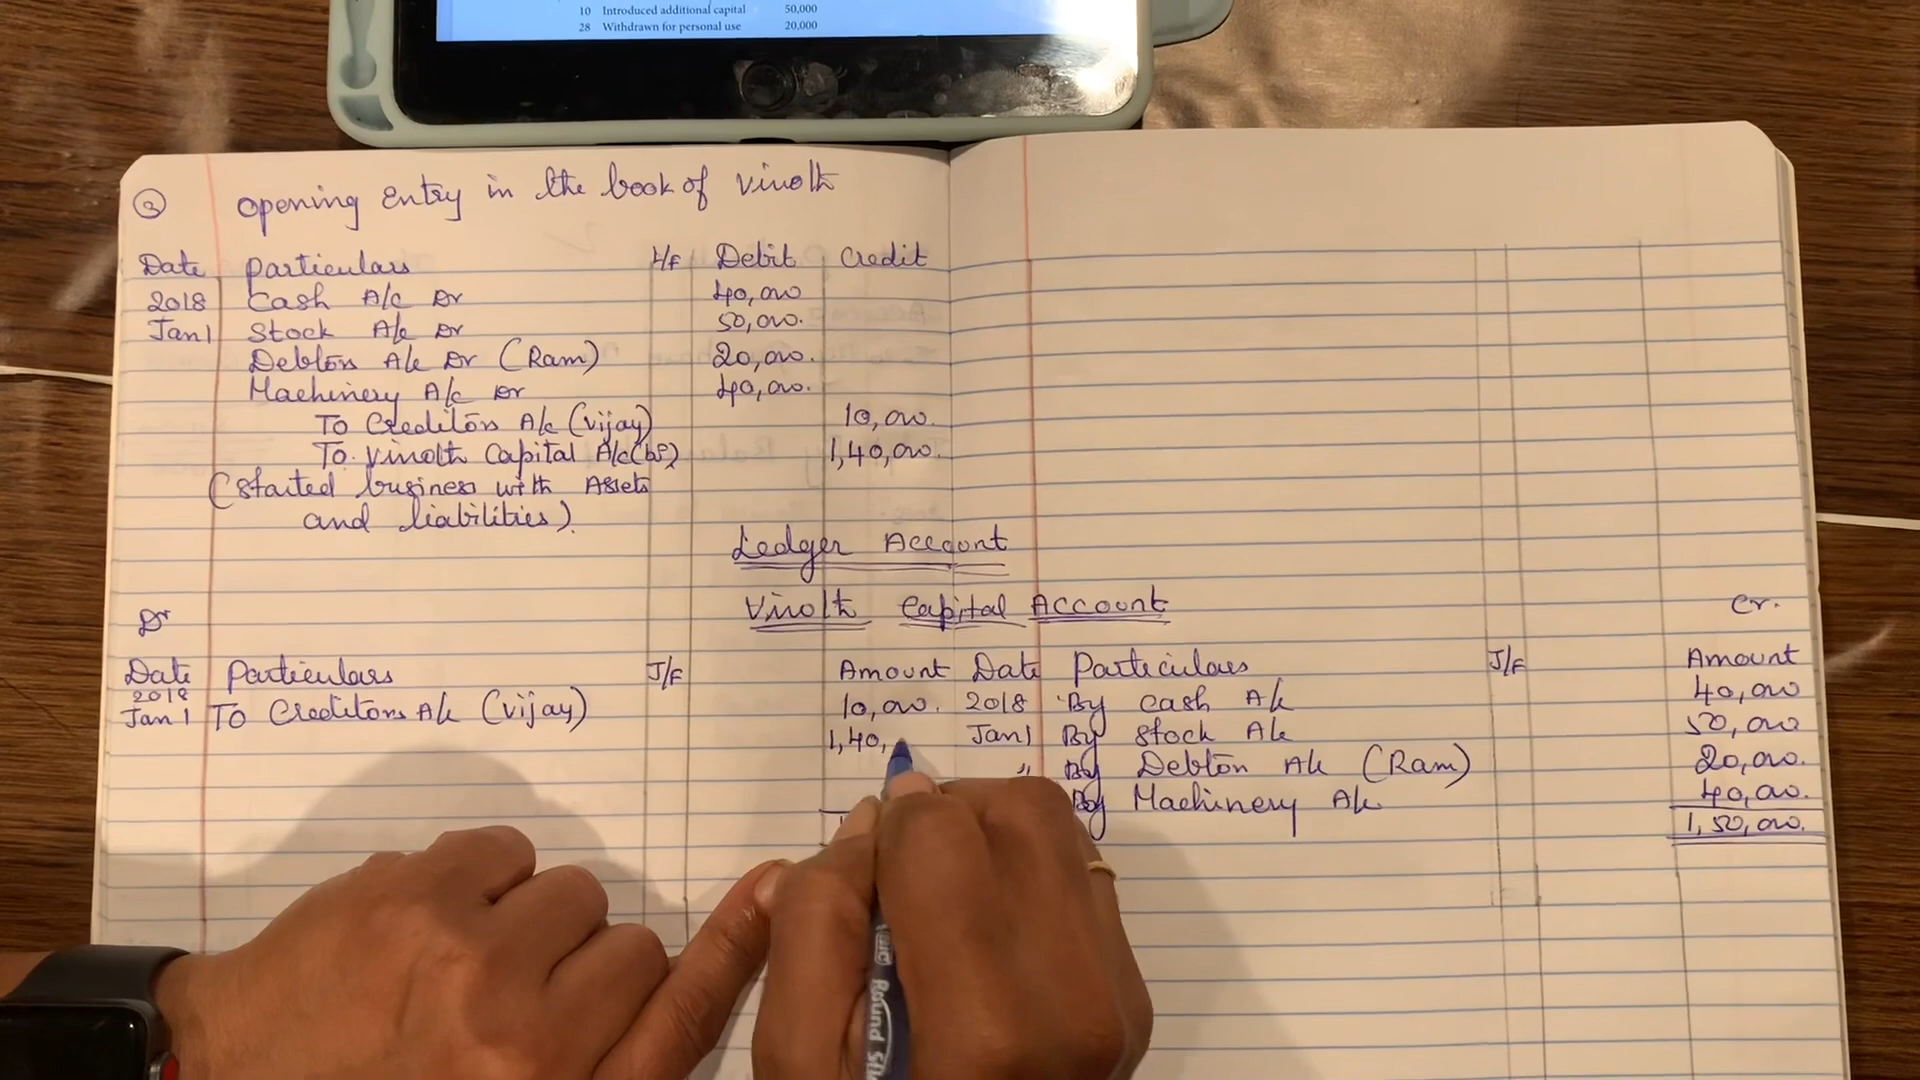 10 Introduced additional capital 50,000
28 Withdrawn for personal use 20,000
3 Opening Entry in the book of Vinoth
Date Particulars L/F Debit Credit
2018 Cash A/c Dr 40,000
Jan 1 Stock A/c Dr 50,000.
Debtors A/c Dr (Ram) 20,000.
Machinery A/c Dr 40,000.
To Creditors A/c (Vijay) 10,000.
To. Vinoth Capital A/c (b?) 1,40,000.
(Started business with Assets
and liabilities).
Ledger Account
Dr Vinoth Capital Account Cr.
Date Particulars J/F Amount Date Particulars J/F Amount
2018
Jan 1 To Creditors A/c (Vijay) 10,000. 2018 By Cash A/c 40,000
1,40, Jan 1 By Stock A/c 50,000
" By Debtor A/c (Ram) 20,000.
By Machinery A/c 40,000.
1,50,000.
BIC Round Stic